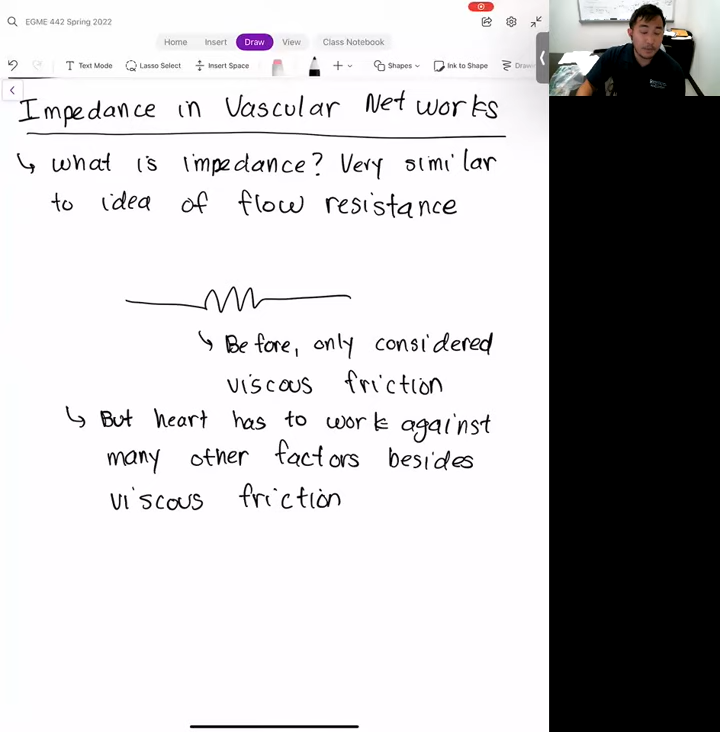 EGME 442 Spring 2022
Home Insert Draw View Class Notebook
Text Mode Lasso Select Insert Space + Shapes Ink to Shape Draw
Impedance in Vascular Networks
↳ what is impedance? Very similar
to idea of flow resistance
↳ Before, only considered
viscous friction
↳ But heart has to work against
many other factors besides
viscous friction